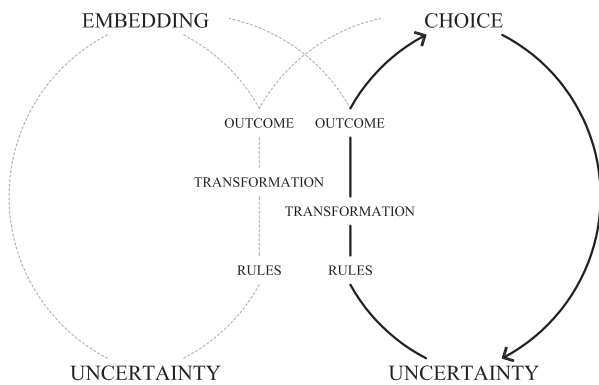 EMBEDDING
CHOICE
OUTCOME
OUTCOME
TRANSFORMATION
TRANSFORMATION
RULES
RULES
UNCERTAINTY
UNCERTAINTY